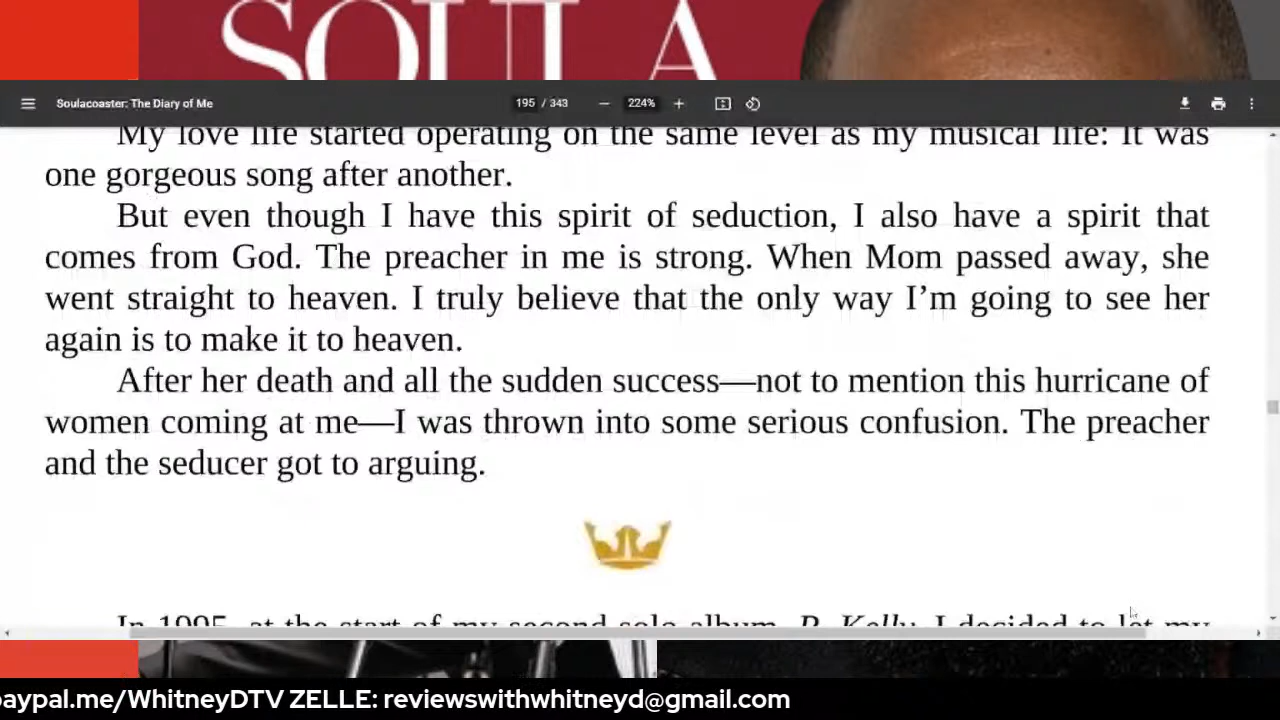 SOULA
Soulacoaster: The Diary of Me
195 / 343
224%
My love life started operating on the same level as my musical life: It was
one gorgeous song after another.
But even though I have this spirit of seduction, I also have a spirit that
comes from God. The preacher in me is strong. When Mom passed away, she
went straight to heaven. I truly believe that the only way I’m going to see her
again is to make it to heaven.
After her death and all the sudden success—not to mention this hurricane of
women coming at me—I was thrown into some serious confusion. The preacher
and the seducer got to arguing.
In 1995, at the start of my second solo album, R. Kelly, I decided to let my
paypal.me/WhitneyDTV ZELLE: reviewswithwhitneyd@gmail.com